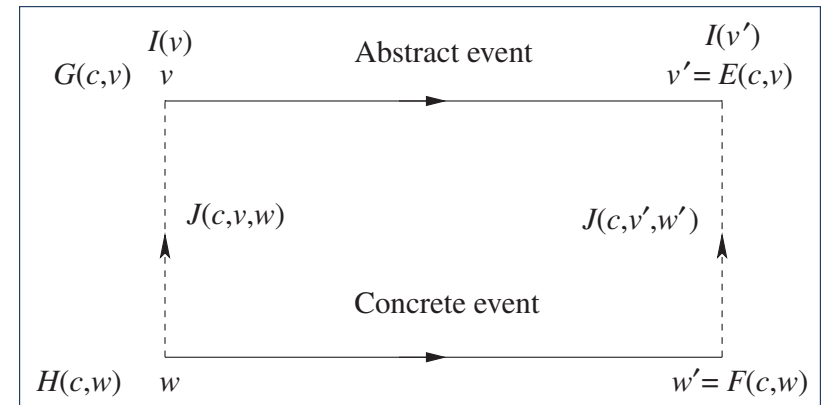 I(v) Abstract event I(v′)
G(c,v) v v′= E(c,v)
J(c,v,w) J(c,v′,w′)
Concrete event
H(c,w) w w′= F(c,w)